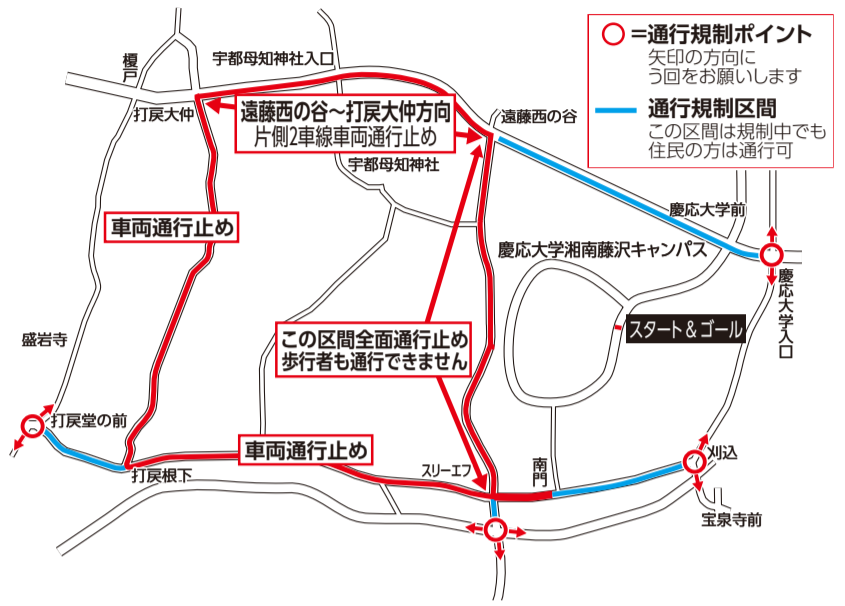 =通行規制ポイント
矢印の方向に
う回をお願いします
通行規制区間
この区間は規制中でも
住民の方は通行可
榎戸
宇都母知神社入口
打戻大仲
遠藤西の谷～打戻大仲方向
片側2車線車両通行止め
遠藤西の谷
宇都母知神社
車両通行止め
慶応大学前
慶応大学湘南藤沢キャンパス
慶応大学入口
スタート＆ゴール
この区間全面通行止め
歩行者も通行できません
盛岩寺
打戻堂の前
車両通行止め
打戻根下
スリーエフ
南門
刈込
宝泉寺前